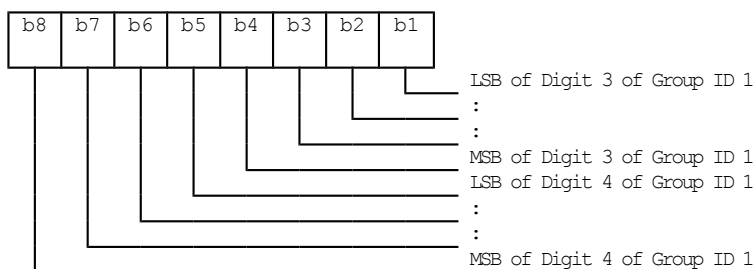 b8 b7 b6 b5 b4 b3 b2 b1
LSB of Digit 3 of Group ID 1
:
:
MSB of Digit 3 of Group ID 1
LSB of Digit 4 of Group ID 1
:
:
MSB of Digit 4 of Group ID 1